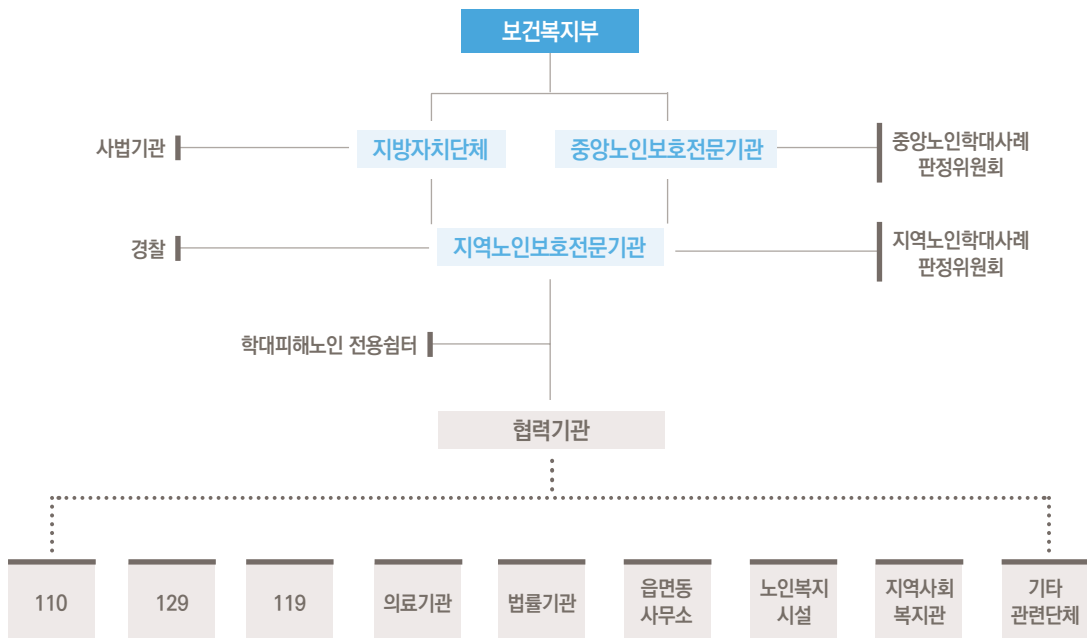 보건복지부
사법기관
지방자치단체
중앙노인보호전문기관
중앙노인학대사례
판정위원회
경찰
지역노인보호전문기관
지역노인학대사례
판정위원회
학대피해노인 전용쉼터
협력기관
110
129
119
의료기관
법률기관
읍면동
사무소
노인복지
시설
지역사회
복지관
기타
관련단체